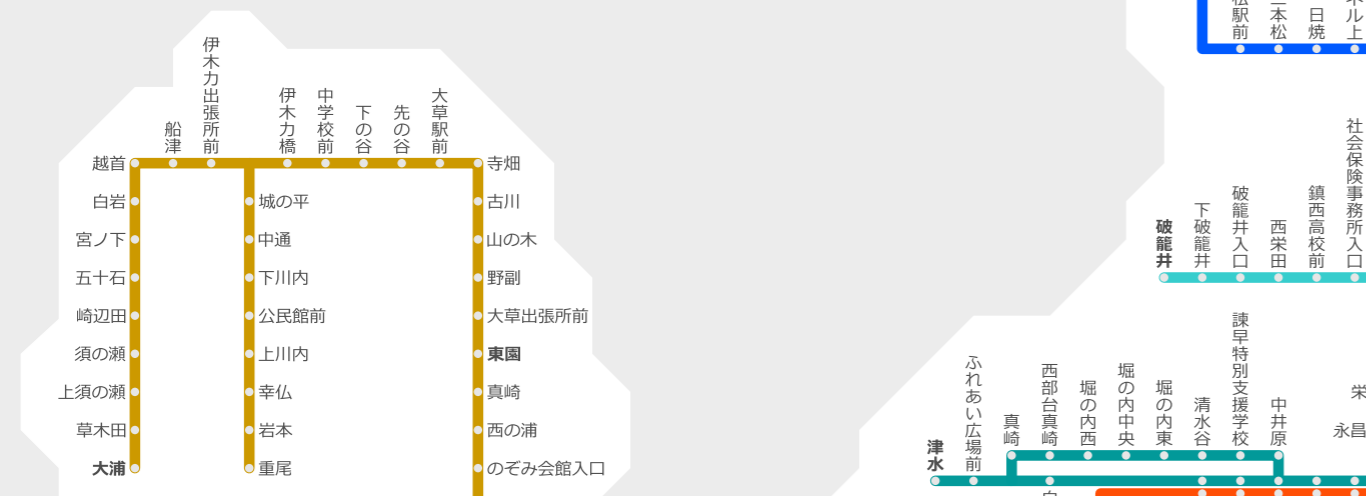 伊木力出張所前
船津
伊木力橋
中学校前
下の谷
先の谷
大草駅前
越首
寺畑
白岩
城の平
古川
宮ノ下
中通
山の木
五十石
下川内
野副
崎辺田
公民館前
大草出張所前
須の瀬
上川内
東園
上須の瀬
幸仏
真崎
草木田
岩本
西の浦
大浦
重尾
のぞみ会館入口
駅前
本松
日焼
ル上
破籠井
下破籠井
破籠井入口
西栄田
鎮西高校前
社会保険事務所入口
津水
ふれあい広場前
真崎
西部台真崎
堀の内西
堀の内中央
堀の内東
清水谷
諫早特別支援学校
中井原
栄
永昌